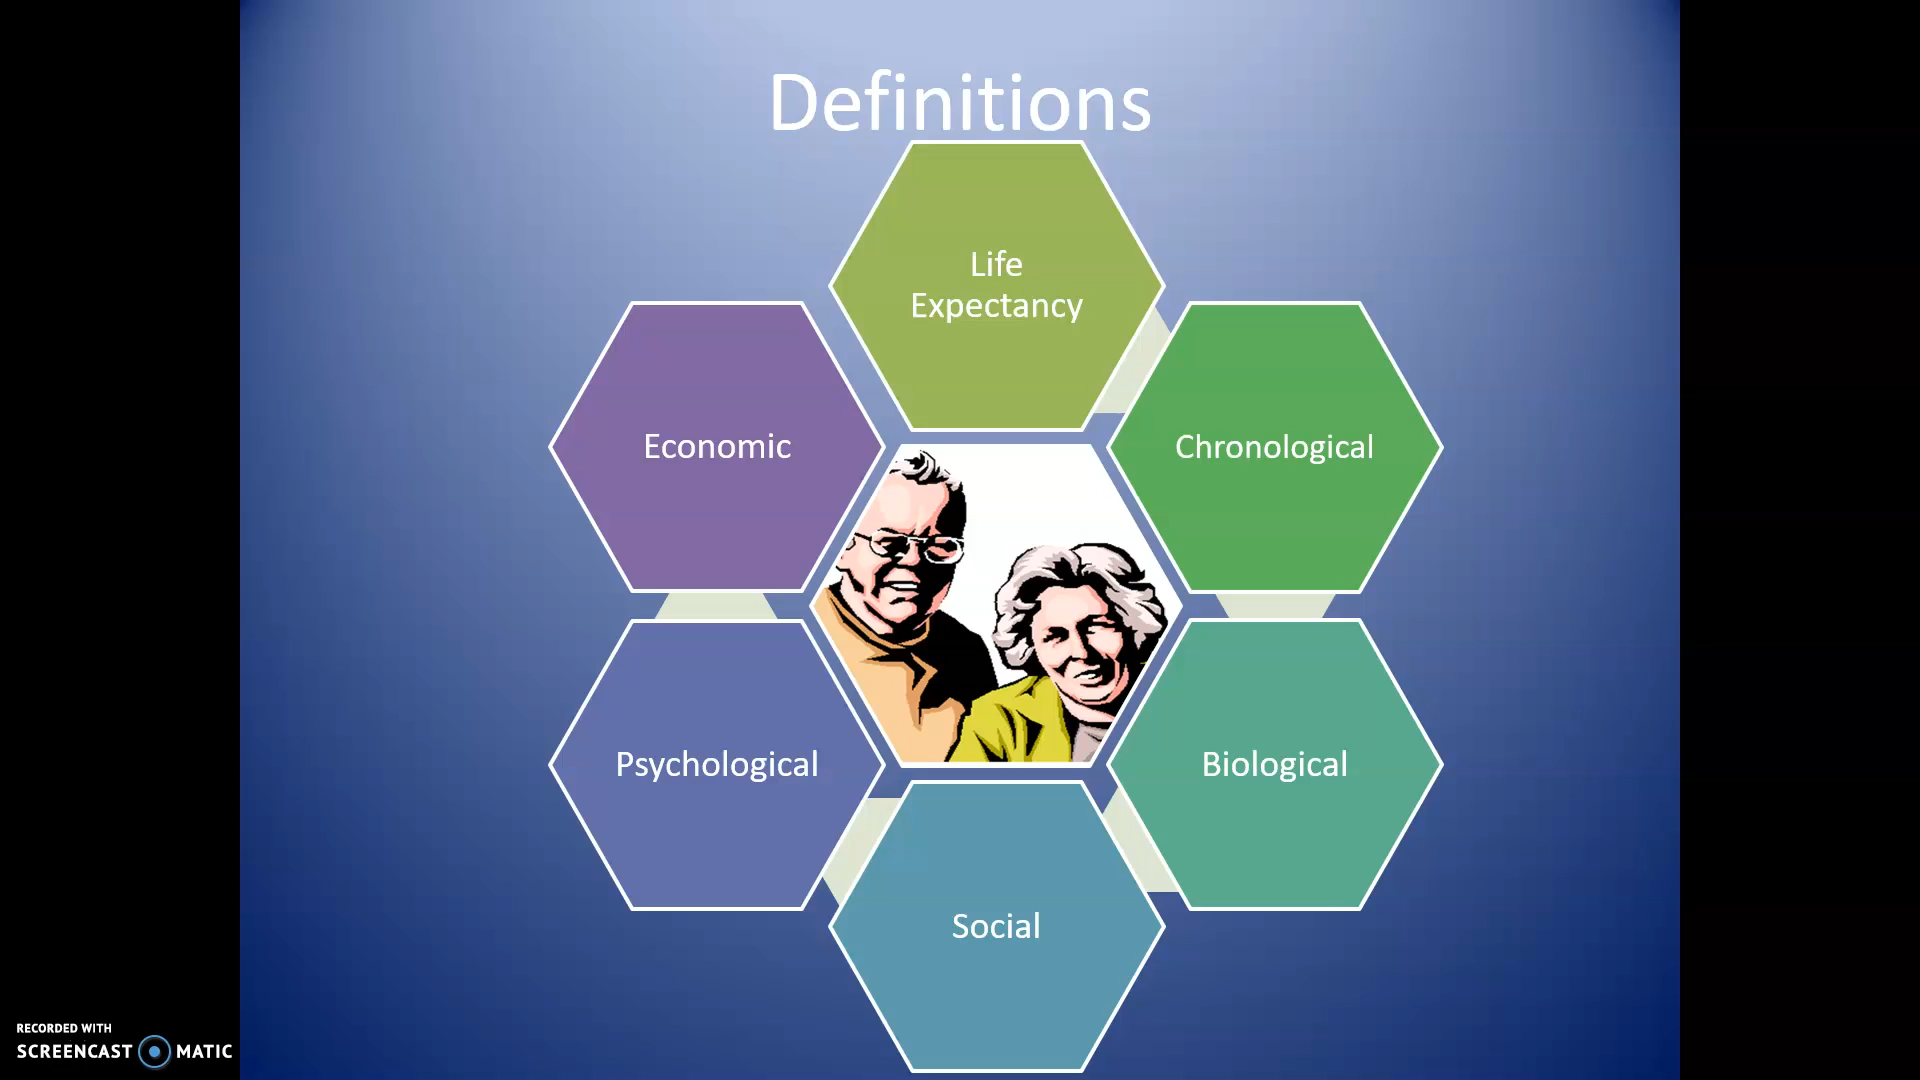 Definitions
Life
Expectancy
Economic
Chronological
Psychological
Biological
Social
RECORDED WITH
SCREENCAST MATIC